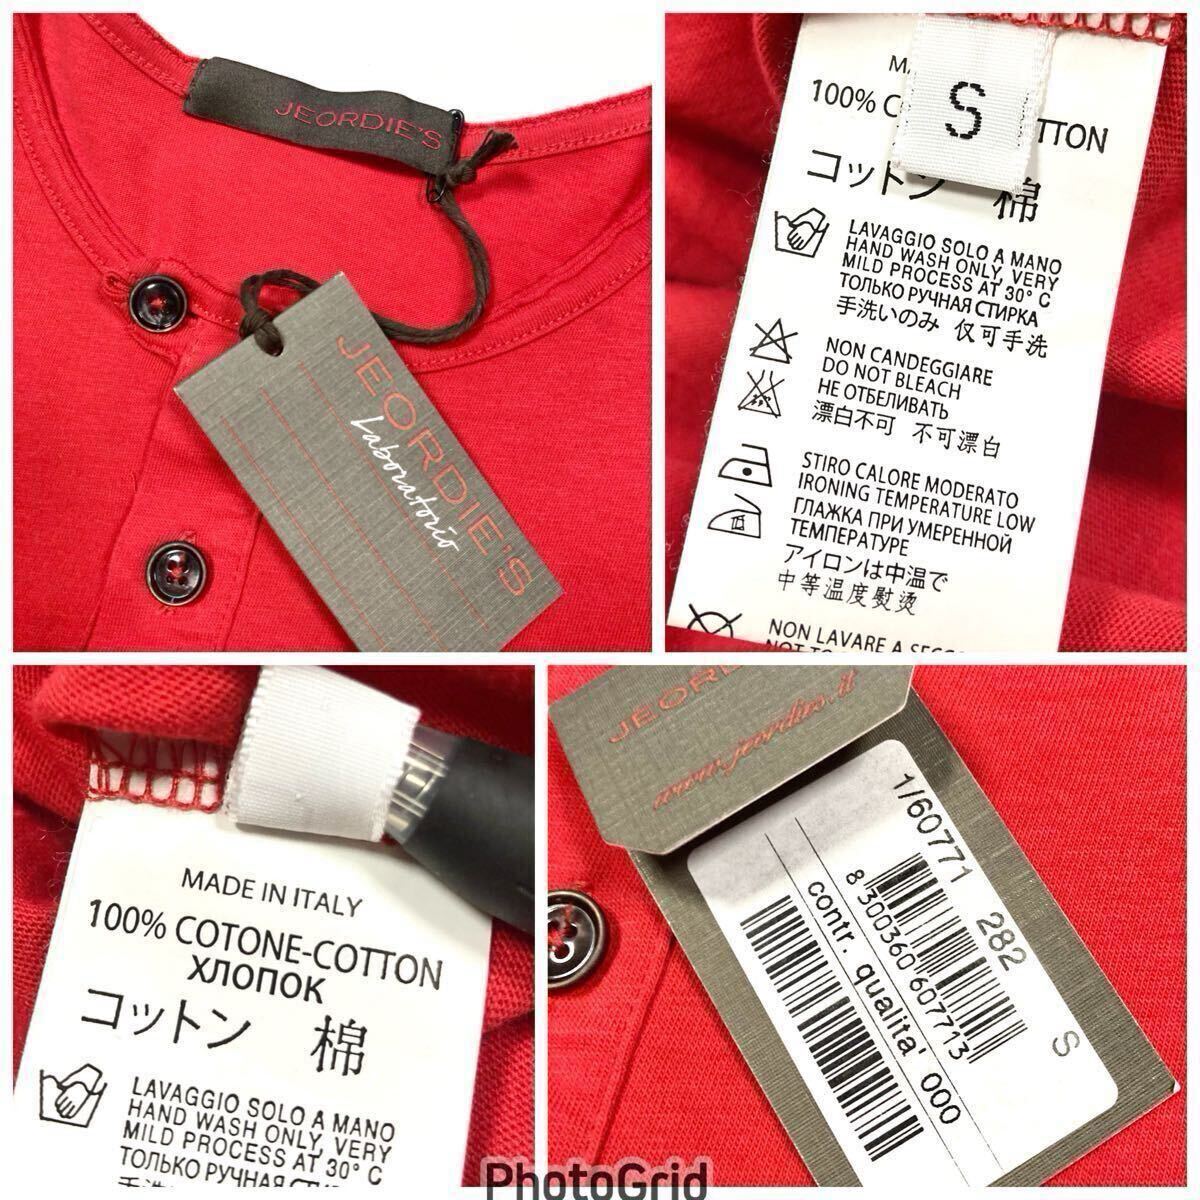 JEORDIE'S
JEORDIE'S
Laboratorio
S
100% C
TTON
コットン 棉
LAVAGGIO SOLO A MANO
HAND WASH ONLY, VERY
MILD PROCESS AT 30° C
ТОЛЬКО РУЧНАЯ СТИРКА
手洗いのみ 仅可手洗
NON CANDEGGIARE
DO NOT BLEACH
НЕ ОТБЕЛИВАТЬ
漂白不可 不可漂白
STIRO CALORE MODERATO
IRONING TEMPERATURE LOW
ГЛАЖКА ПРИ УМЕРЕННОЙ
ТЕМПЕРАТУРЕ
アイロンは中温で
中等温度熨烫
NON LAVARE A
MADE IN ITALY
100% COTONE-COTTON
ХЛОПОК
コットン 棉
LAVAGGIO SOLO A MANO
HAND WASH ONLY, VERY
MILD PROCESS AT 30° C
ТОЛЬКО РУЧНАЯ
JEORD
www.jeordies.it
1/60771 282 S
8 300360 607713
contr. qualita' 000
PhotoGrid